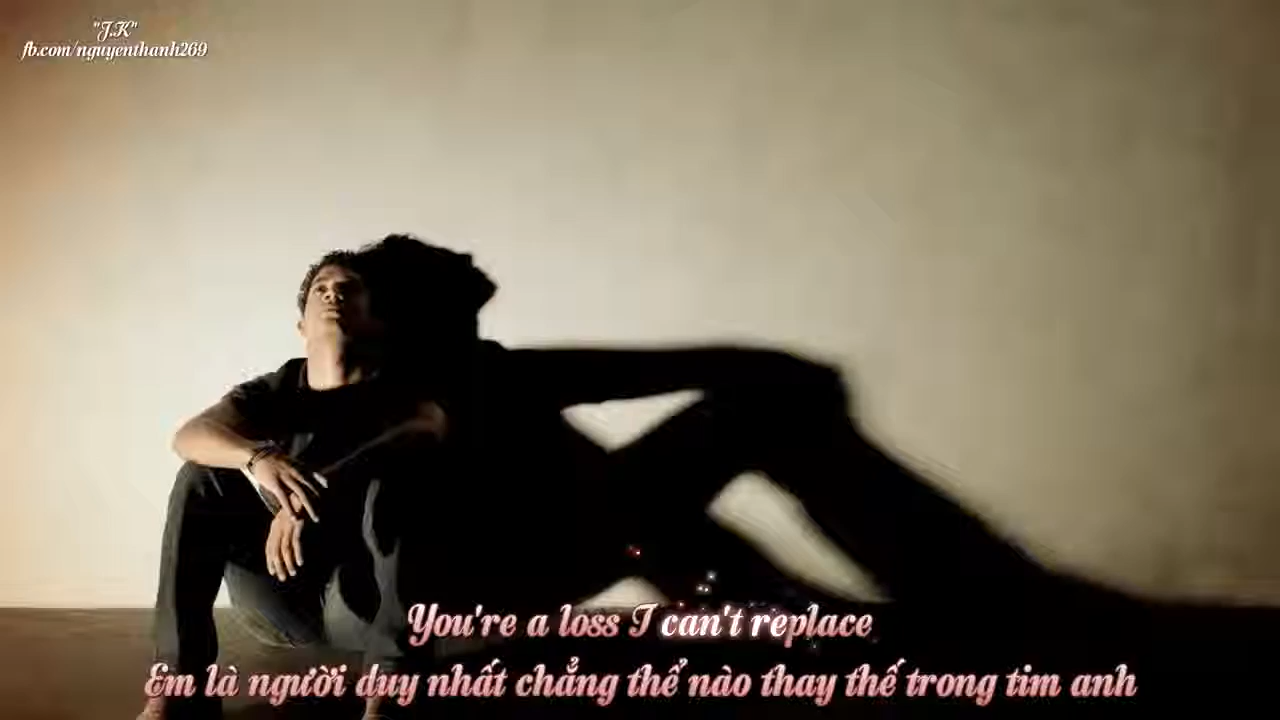 "J.K"
fb.com/nguyenthanh269
You're a loss I can't replace
Em là người duy nhất chẳng thể nào thay thế trong tim anh